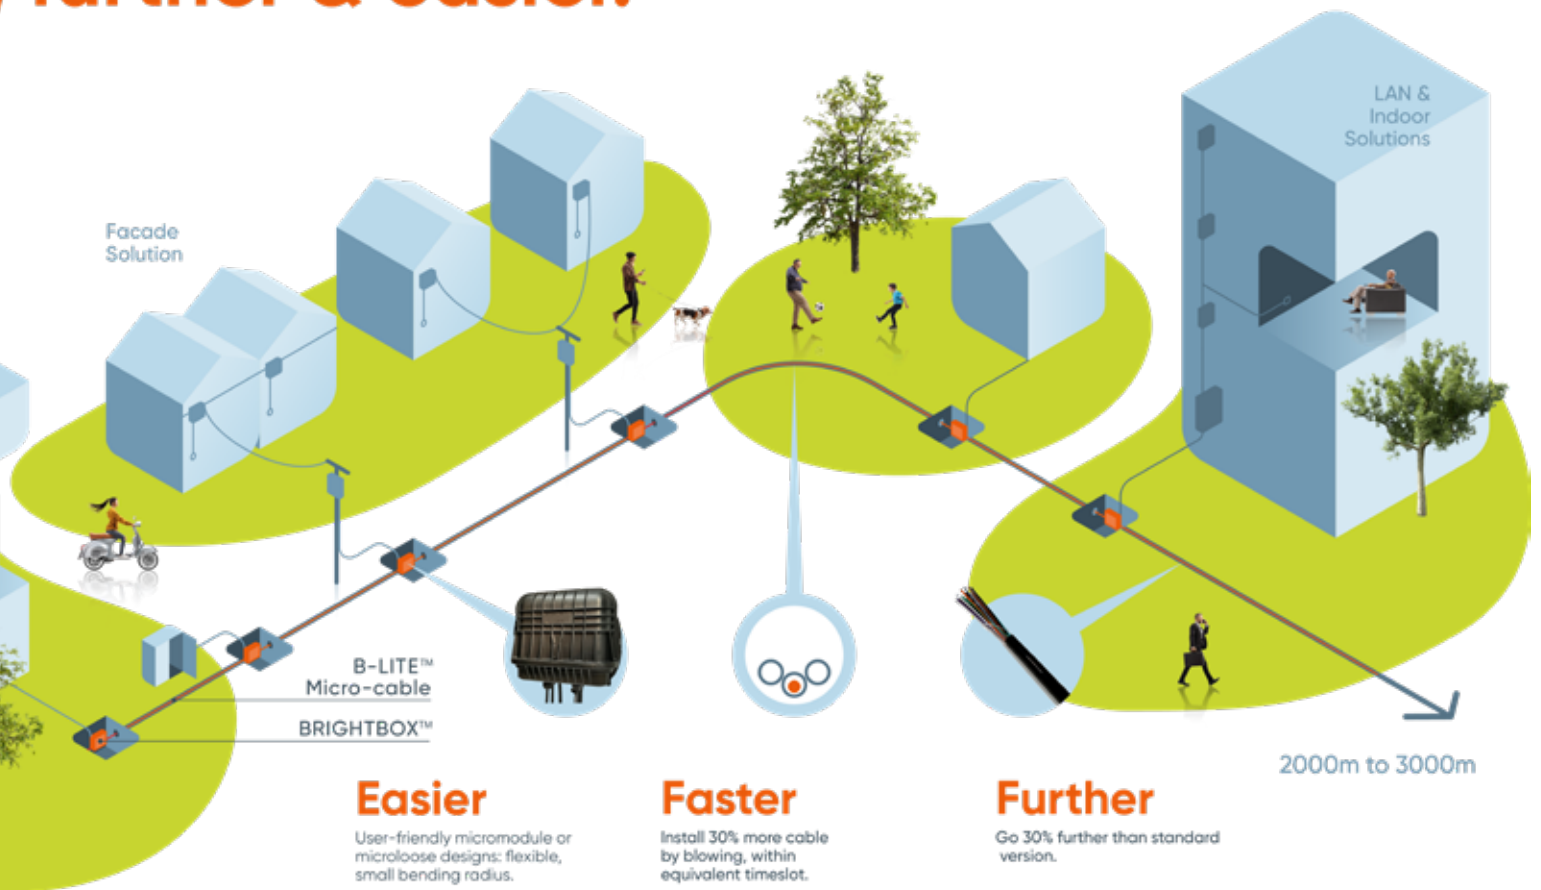 further & easier.
LAN &
Indoor
Solutions
Facade
Solution
B-LITE™
Micro-cable
BRIGHTBOX™
2000m to 3000m
Easier
User-friendly micromodule or
microloose designs: flexible,
small bending radius.
Faster
Install 30% more cable
by blowing, within
equivalent timeslot.
Further
Go 30% further than standard
version.